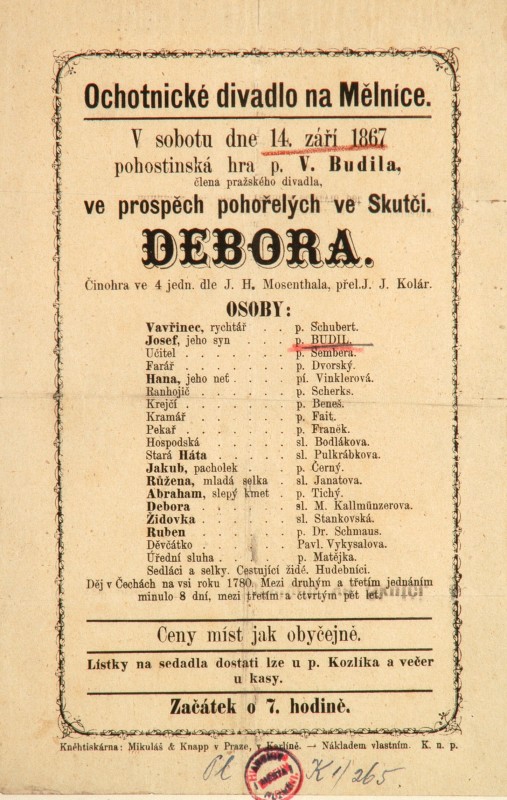 Ochotnické divadlo na Mělníce.
V sobotu dne 14. září 1867
pohostinská hra p. V. Budila,
člena pražského divadla,
ve prospěch pohořelých ve Skutči.
DEBORA.
Činohra ve 4 jedn. dle J. H. Mosenthala, přel. J. J. Kolár.
OSOBY:
Vavřinec, rychtář . . p. Schubert.
Josef, jeho syn . . . p. BUDIL.
Učitel . . . . . . . p. Šembera.
Farář . . . . . . . p. Dvorský.
Hana, jeho neť . . . . pí. Vinklerová.
Ranhojič . . . . . . p. Scherks.
Krejčí . . . . . . . p. Beneš.
Kramář . . . . . . p. Fait.
Pekař . . . . . . . p. Franěk.
Hospodská . . . . . sl. Bodlákova.
Stará Háta . . . . . sl. Pulkrábkova.
Jakub, pacholek . . . p. Černý.
Růžena, mladá selka . sl. Janatova.
Abraham, slepý kmet . p. Tichý.
Debora . . . . . . . sl. M. Kallmünzerova.
Židovka . . . . . . sl. Stankovská.
Ruben . . . . . . . p. Dr. Schmaus.
Děvčátko . . . . . . Pavl. Vykysalova.
Úřední sluha . . . . . p. Matějka.
Sedláci a selky. Cestující židé. Hudebníci.
Děj v Čechách na vsi roku 1780. Mezi druhým a třetím jednáním
minulo 8 dní, mezi třetím a čtvrtým pět let.
Ceny míst jak obyčejně.
Lístky na sedadla dostati lze u p. Kozlíka a večer
u kasy.
Začátek o 7. hodině.
Kněhtiskárna: Mikuláš & Knapp v Praze, v Karlíně. — Nákladem vlastním. K. n. p.
K 1/265.